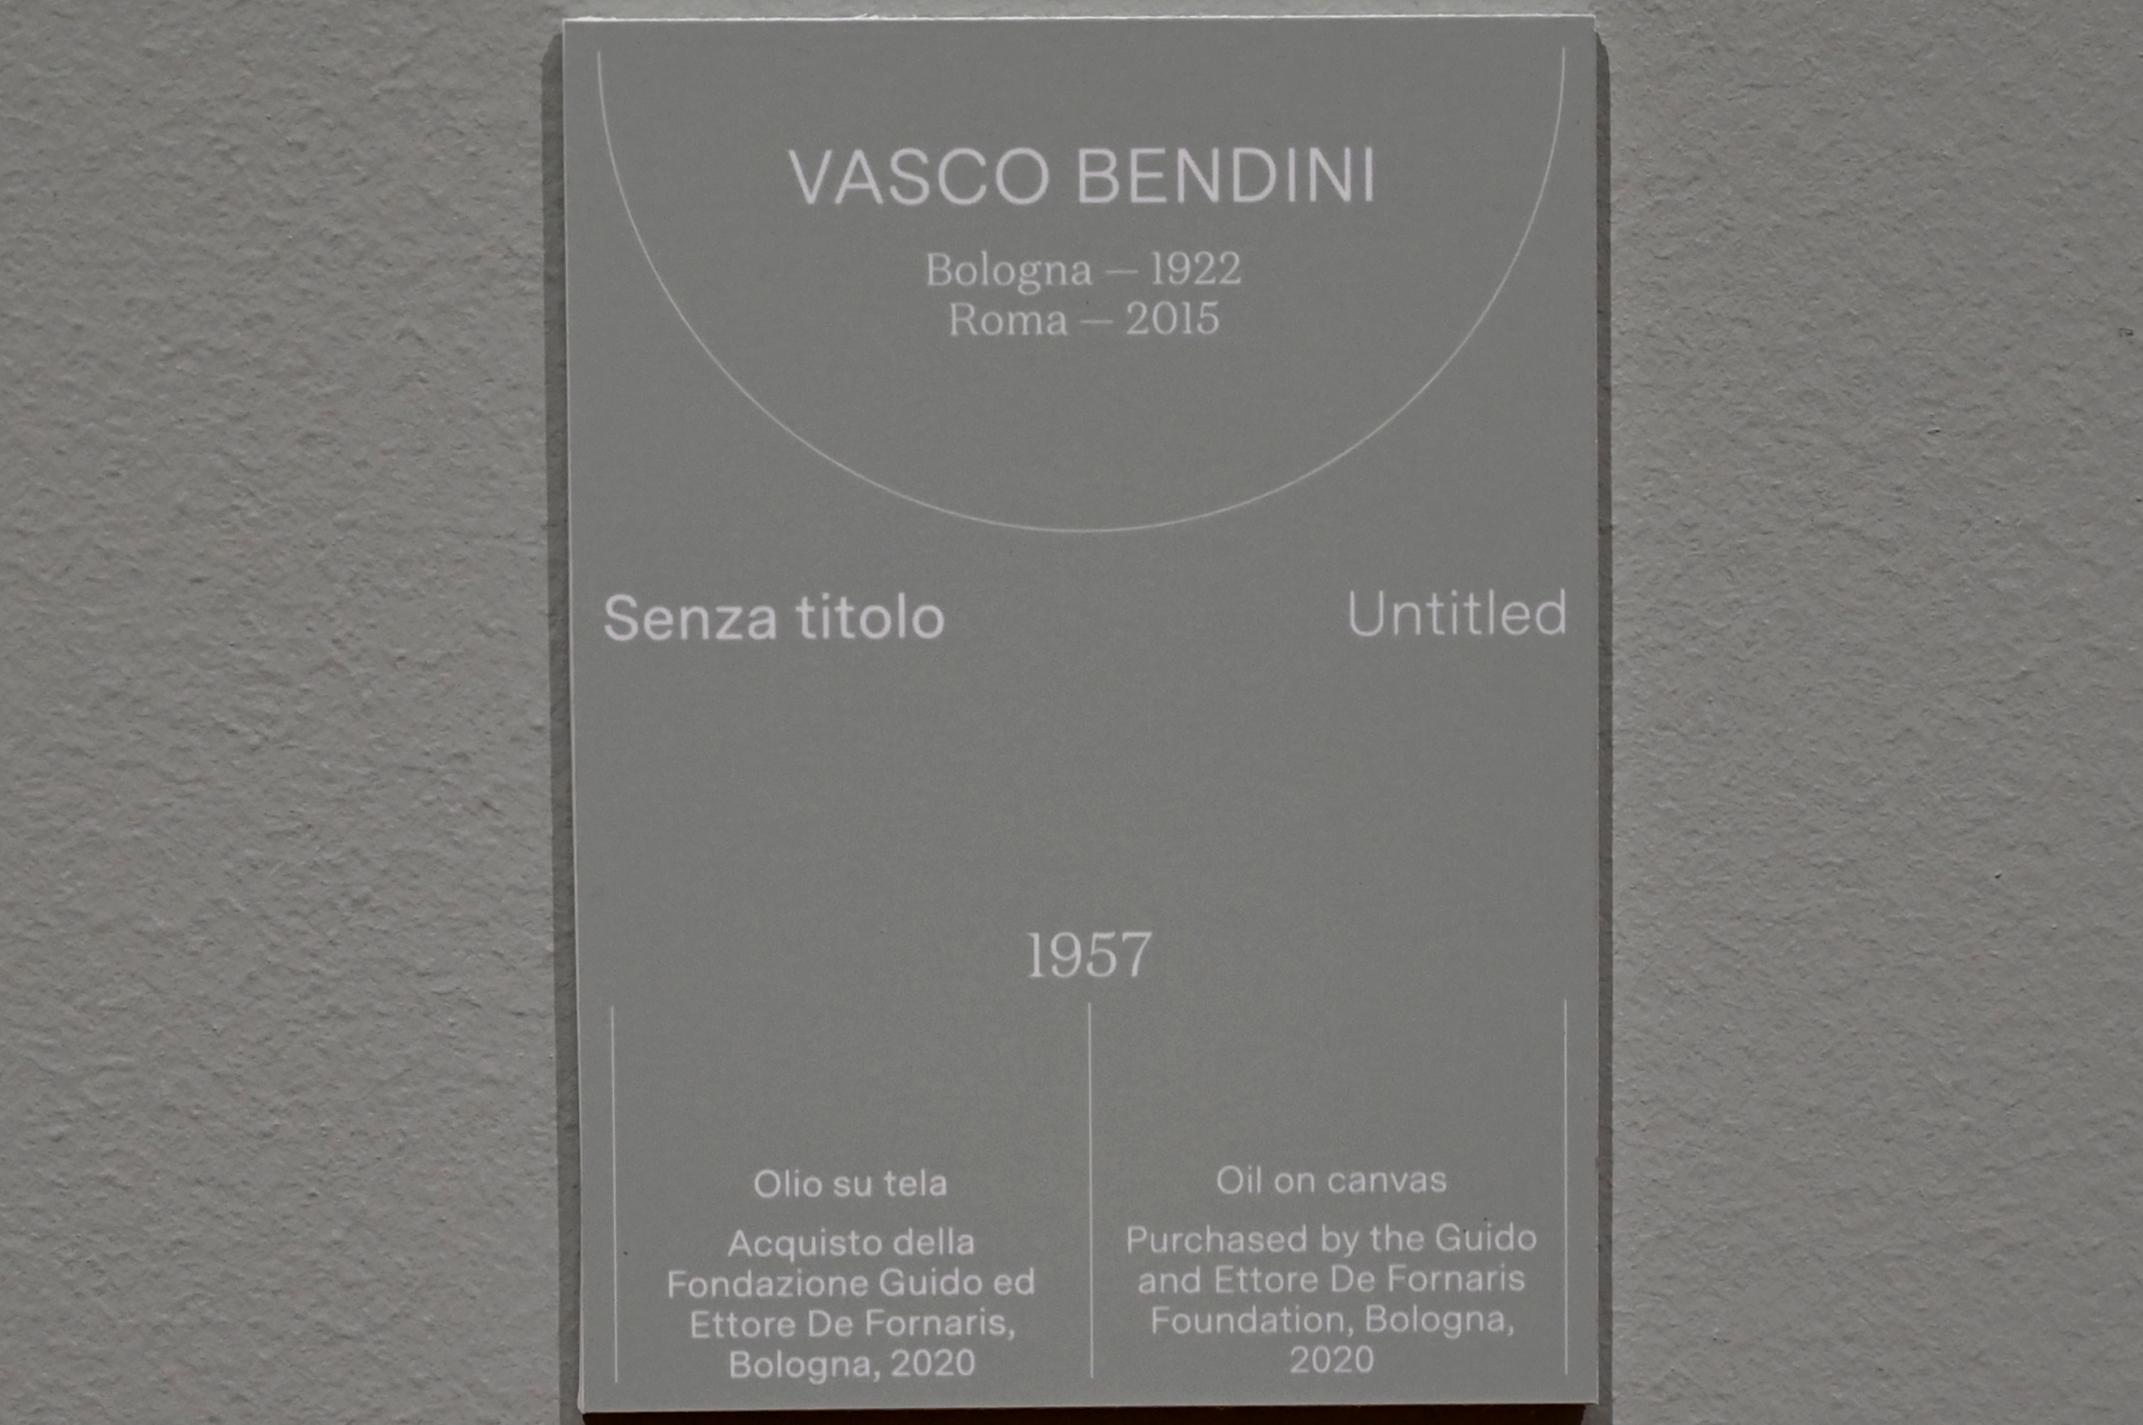 VASCO BENDINI
Bologna — 1922
Roma — 2015
Senza titolo
Untitled
1957
Olio su tela
Acquisto della
Fondazione Guido ed
Ettore De Fornaris,
Bologna, 2020
Oil on canvas
Purchased by the Guido
and Ettore De Fornaris
Foundation, Bologna,
2020